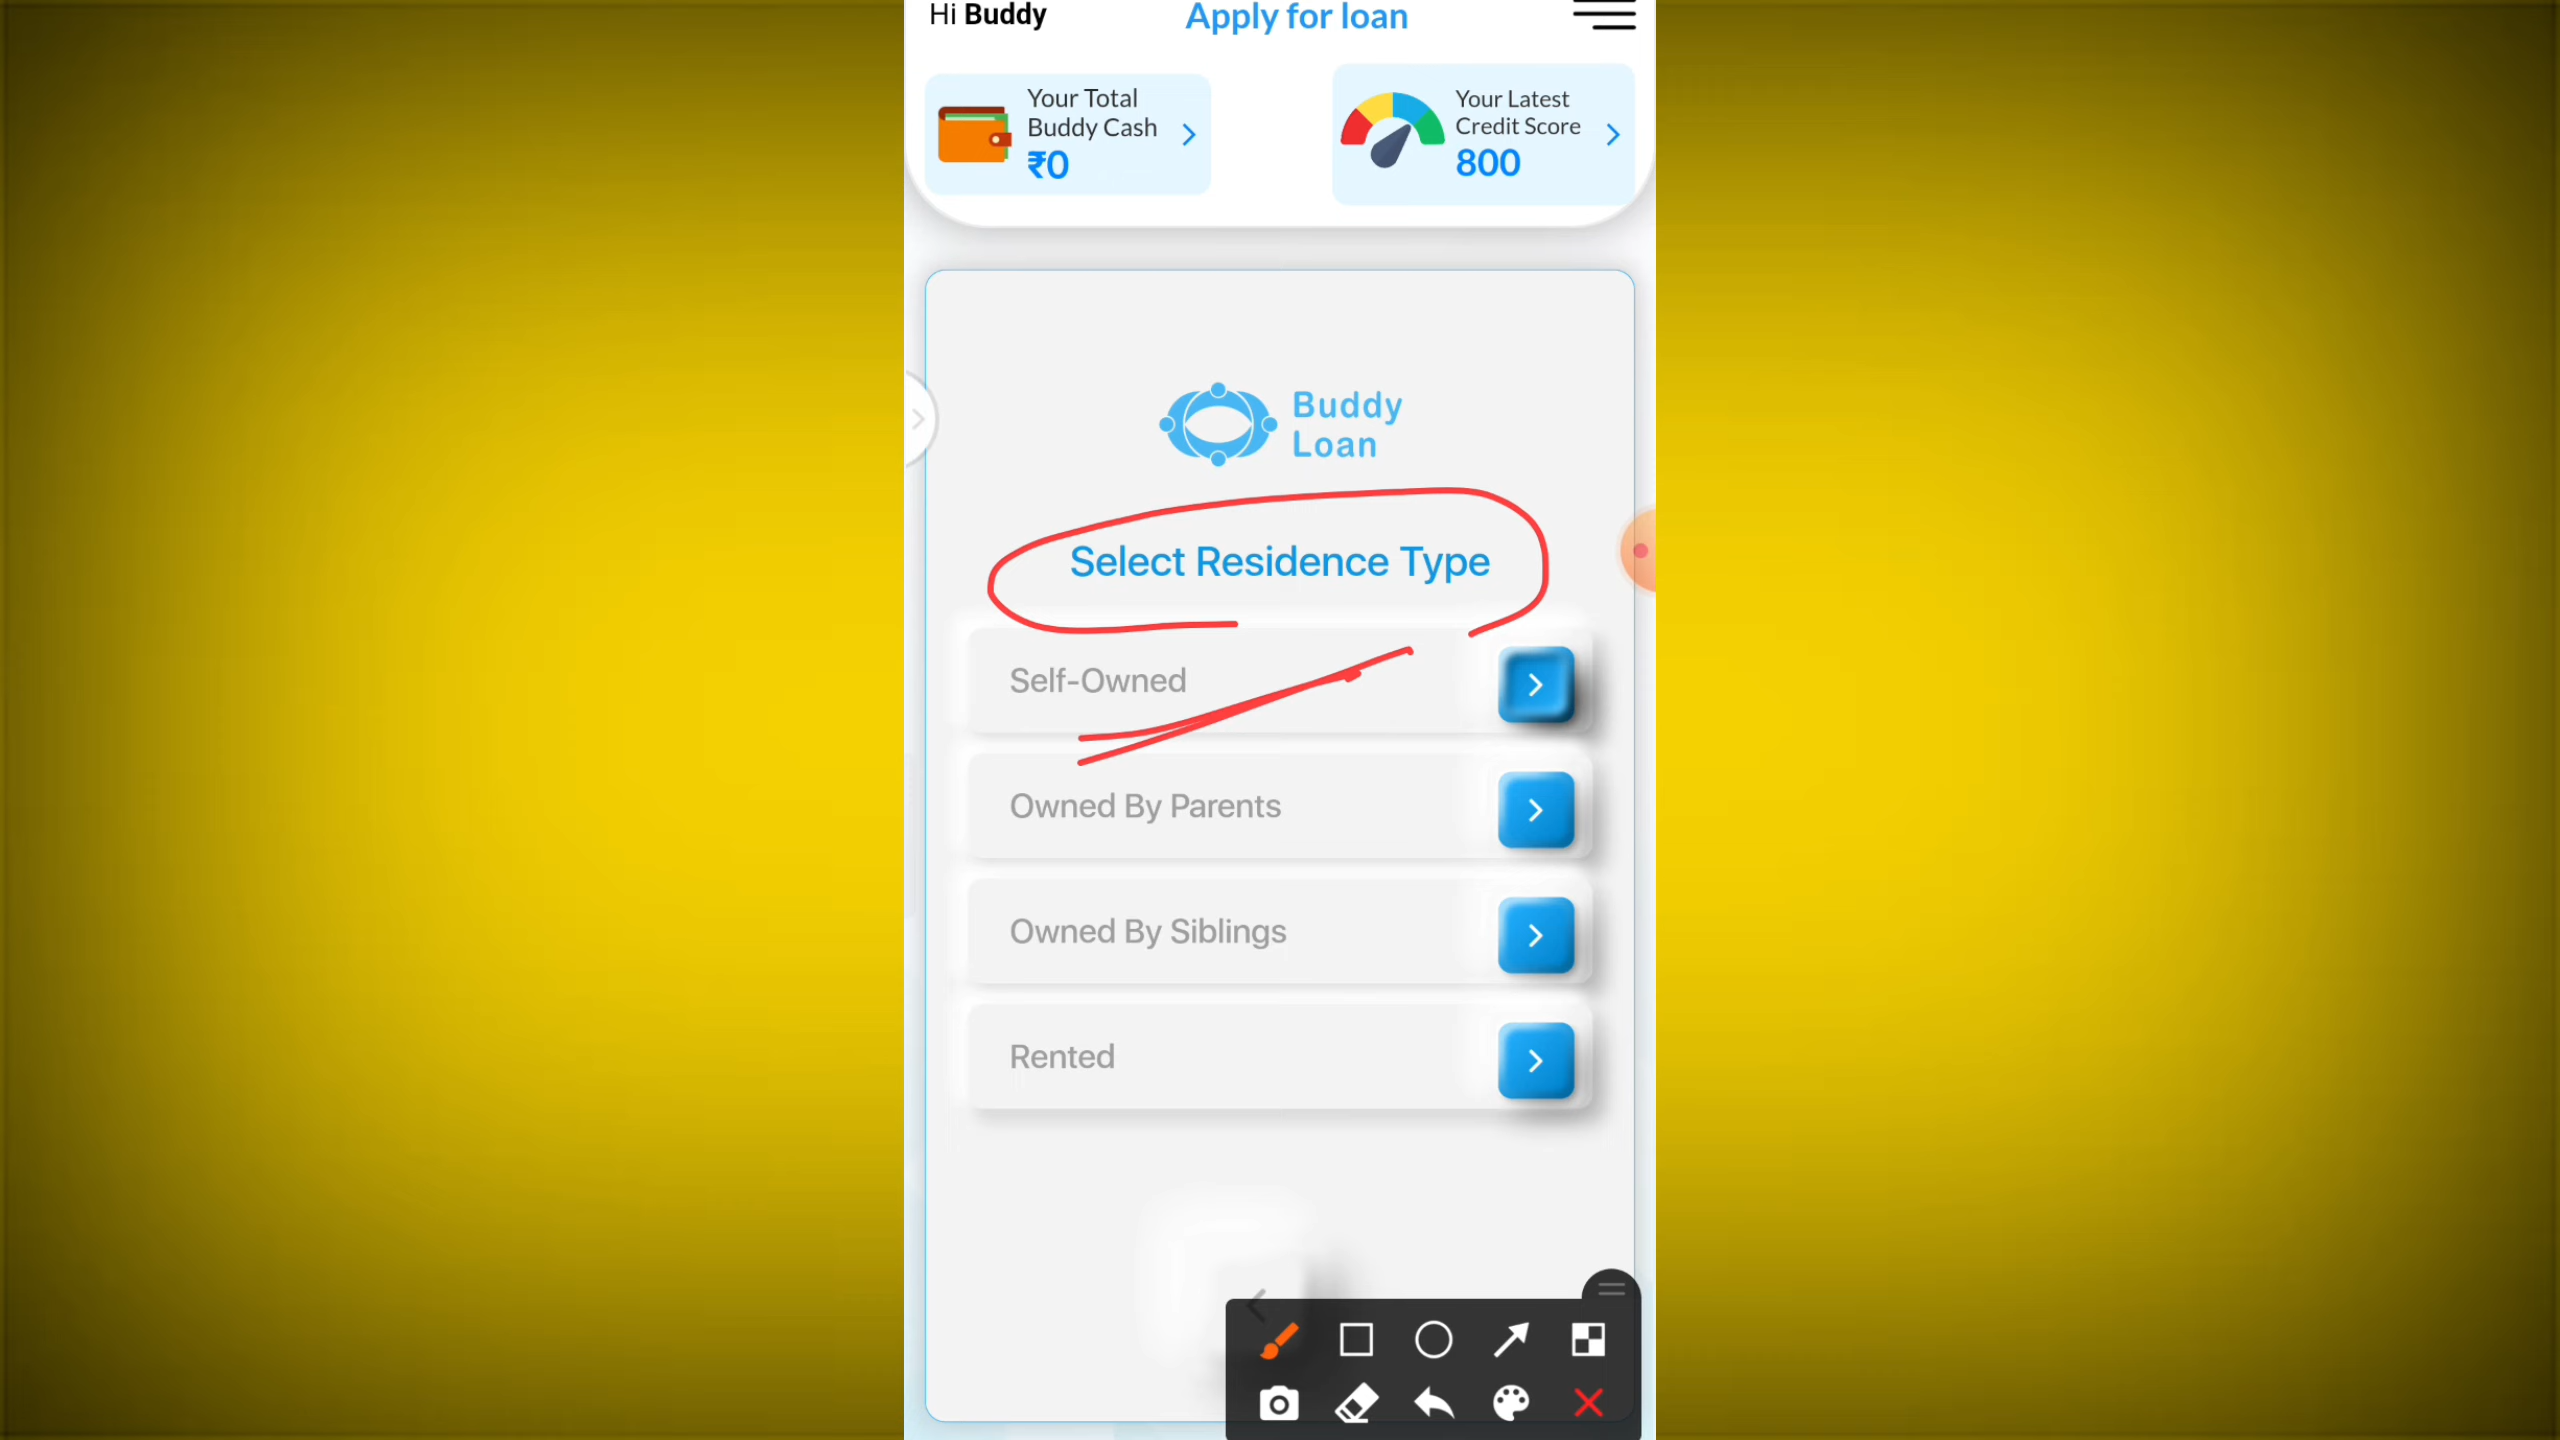 Hi Buddy
Apply for loan
Your Total
Buddy Cash
₹0
Your Latest
Credit Score
800
Buddy
Loan
Select Residence Type
Self-Owned
Owned By Parents
Owned By Siblings
Rented